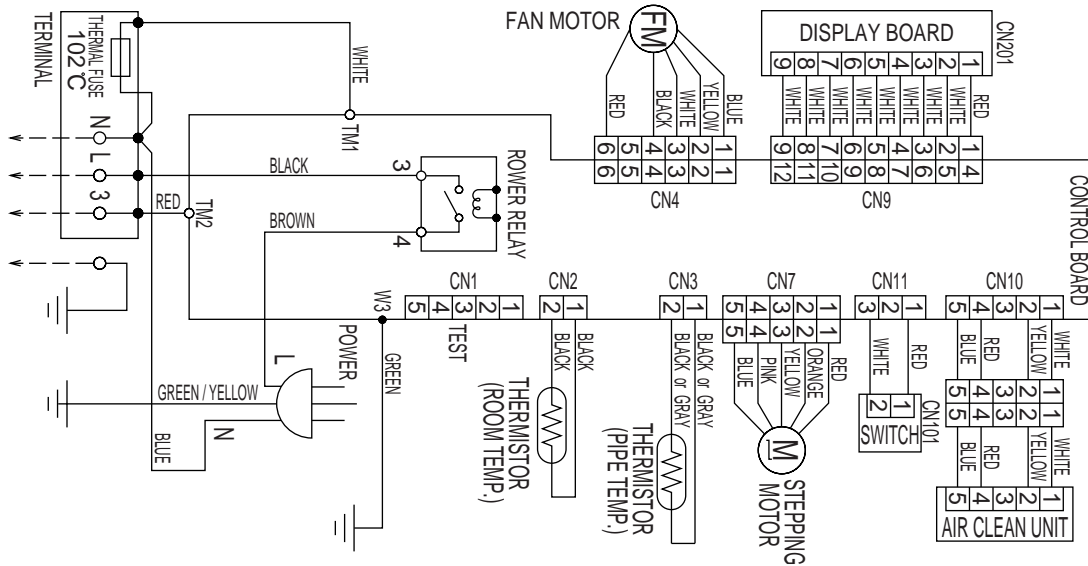 FAN MOTOR
FM
RED
BLACK
WHITE
YELLOW
BLUE
6 5 4 3 2 1
6 5 4 3 2 1
CN4
DISPLAY BOARD
CN201
9 8 7 6 5 4 3 2 1
WHITE
WHITE
WHITE
WHITE
WHITE
WHITE
WHITE
WHITE
RED
9 8 7 6 5 4 3 2 1
12 11 10 9 8 7 6 5 4
CN9
CONTROL BOARD
TERMINAL
THERMAL FUSE
102℃
N
L
3
WHITE
TM1
BLACK
RED
TM2
BROWN
3
4
ROWER RELAY
W3
GREEN
POWER
L
GREEN / YELLOW
N
BLUE
CN1
5 4 3 2 1
TEST
CN2
2 1
BLACK
BLACK
THERMISTOR
(ROOM TEMP.)
CN3
2 1
BLACK or GRAY
BLACK or GRAY
THERMISTOR
(PIPE TEMP.)
CN7
5 4 3 2 1
5 4 3 2 1
BLUE
PINK
YELLOW
ORANGE
RED
M
STEPPING
MOTOR
CN11
3 2 1
WHITE
RED
2 1
CN101
SWITCH
CN10
5 4 3 2 1
BLUE
RED
YELLOW
WHITE
5 4 3 2 1
5 4 3 2 1
BLUE
RED
YELLOW
WHITE
5 4 3 2 1
AIR CLEAN UNIT